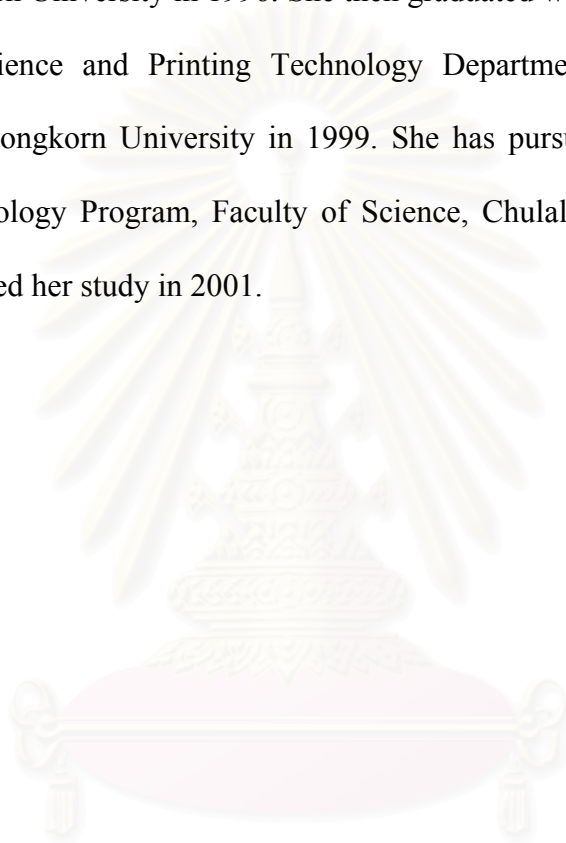 University in 1996. She then graduated
ience and Printing Technology Departme
ongkorn University in 1999. She has pursu
ology Program, Faculty of Science, Chulal
ed her study in 2001.